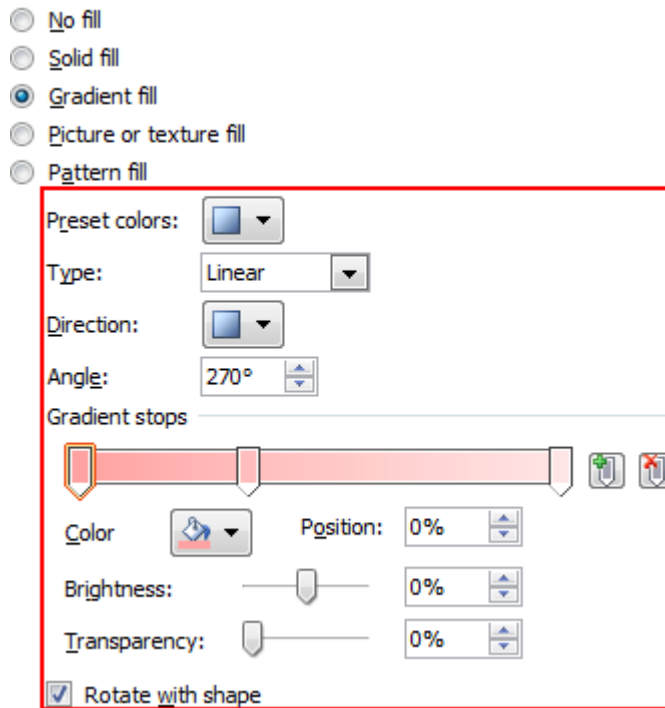 No fill
Solid fill
Gradient fill
Picture or texture fill
Pattern fill
Preset colors:
Type: Linear
Direction:
Angle: 270°
Gradient stops
Color Position: 0%
Brightness: 0%
Transparency: 0%
Rotate with shape